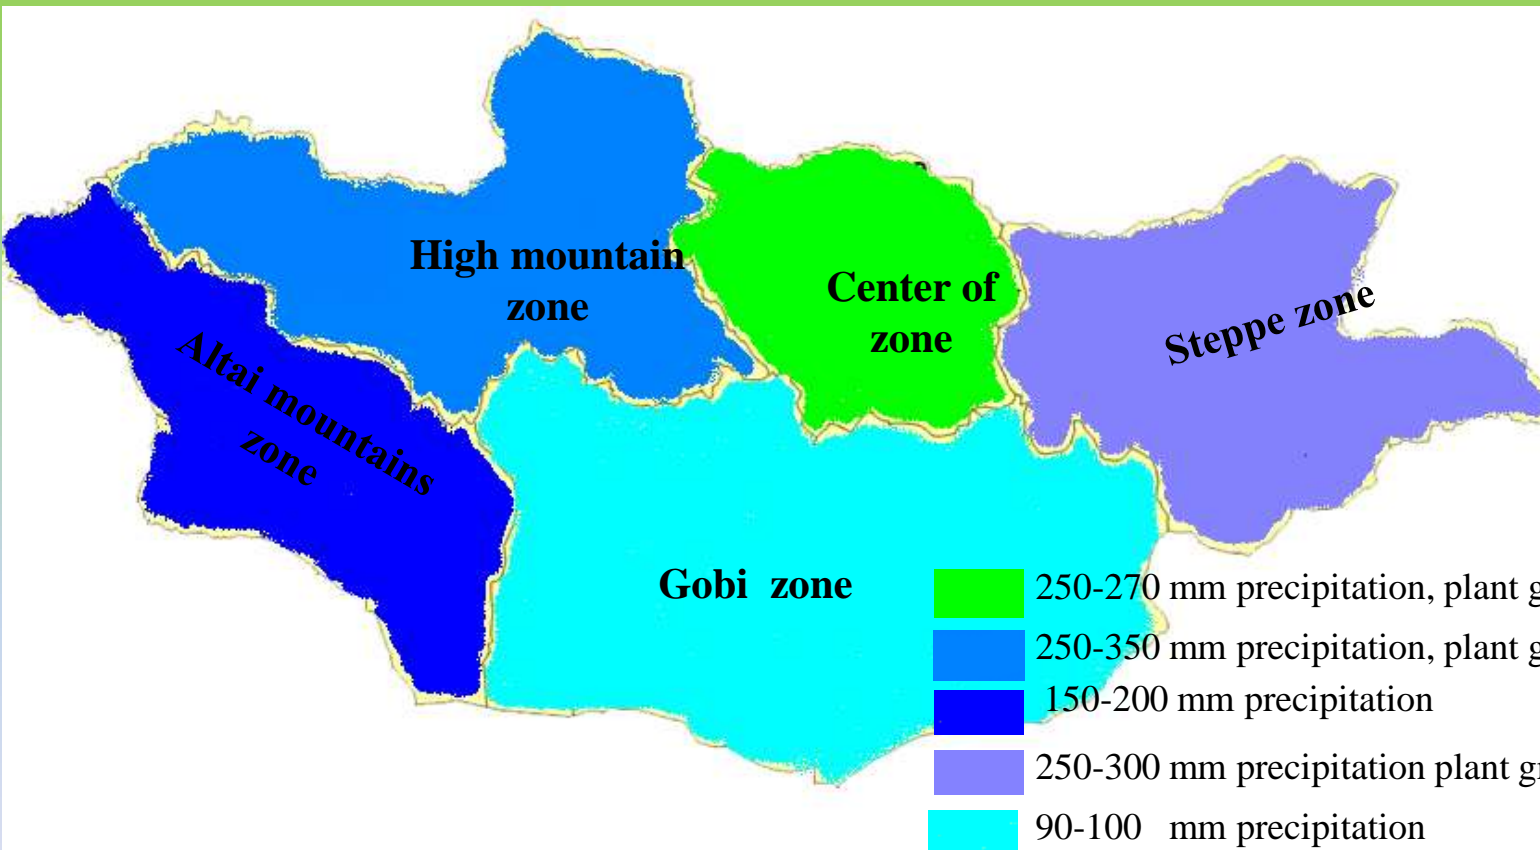 High mountain
zone
Center of
zone
Steppe zone
Altai mountains
zone
Gobi zone
250-270 mm precipitation, plant g
250-350 mm precipitation, plant g
150-200 mm precipitation
250-300 mm precipitation plant gr
90-100 mm precipitation